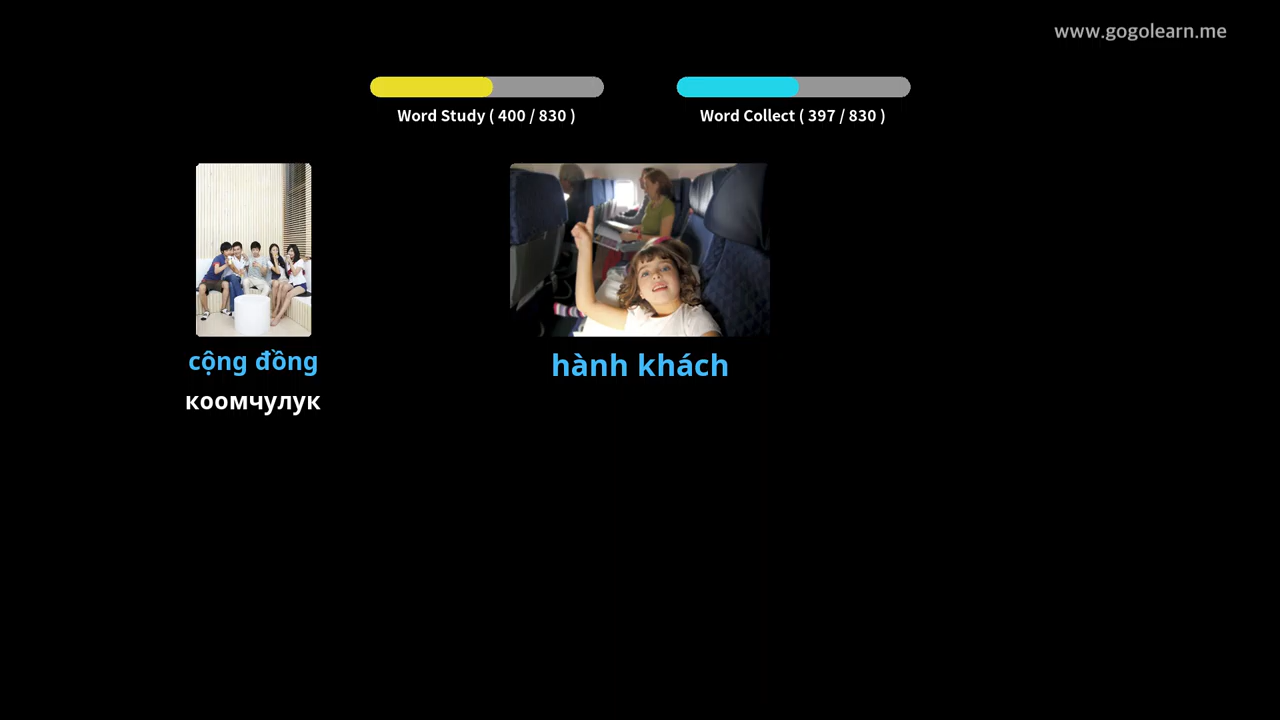 www.gogolearn.me
Word Study ( 400 / 830 )
Word Collect ( 397 / 830 )
cộng đồng
коомчулук
hành khách